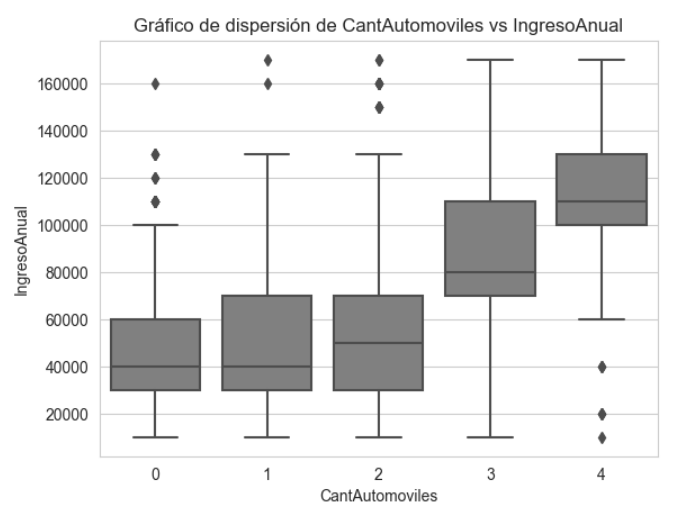 Gráfico de dispersión de CantAutomoviles vs IngresoAnual
160000
140000
120000
100000
80000
60000
40000
20000
IngresoAnual
0 1 2 3 4
CantAutomoviles